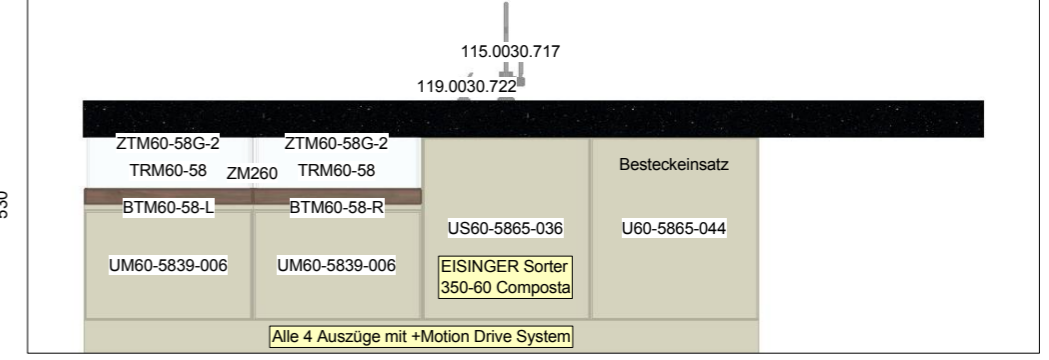 115.0030.717
119.0030.722
ZTM60-58G-2
ZTM60-58G-2
TRM60-58
ZM260
TRM60-58
Besteckeinsatz
530
BTM60-58-L
BTM60-58-R
US60-5865-036
U60-5865-044
UM60-5839-006
UM60-5839-006
EISINGER Sorter
350-60 Composta
Alle 4 Auszüge mit +Motion Drive System